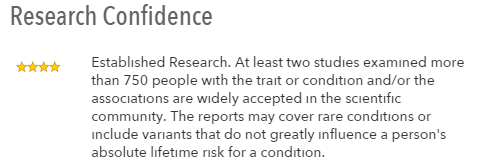 Research Confidence
Established Research. At least two studies examined more
than 750 people with the trait or condition and/or the
associations are widely accepted in the scientific
community. The reports may cover rare conditions or
include variants that do not greatly influence a person's
absolute lifetime risk for a condition.